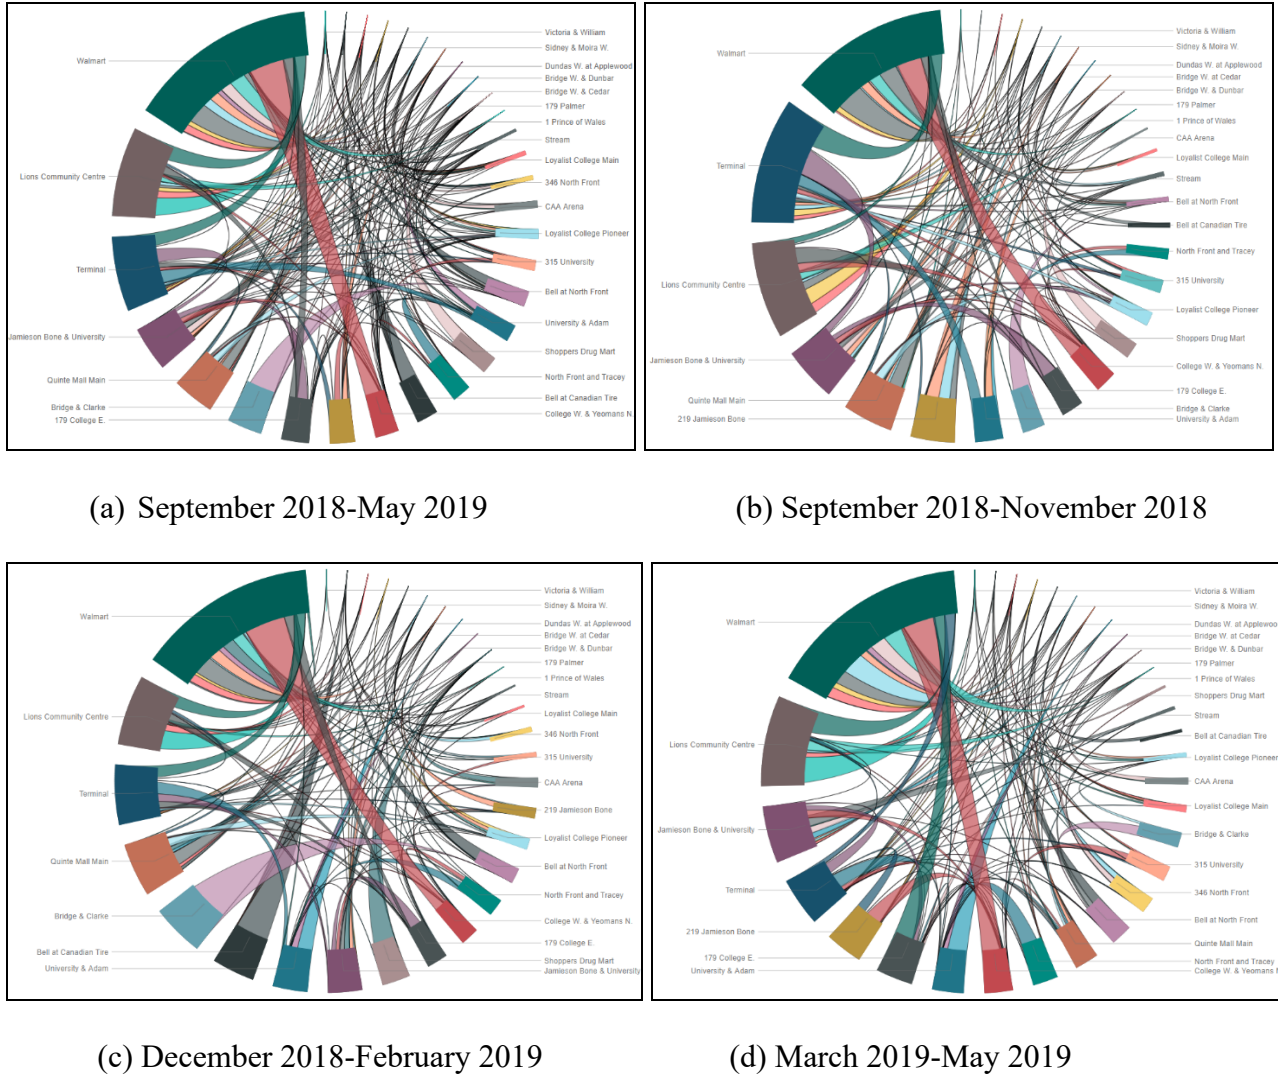 Walmart
Lions Community Centre
Terminal
Jamieson Bone & University
Quinte Mall Main
Bridge & Clarke
179 College E.
Victoria & William
Sidney & Moira W.
Dundas W. at Applewood
Bridge W. & Dunbar
Bridge W. & Cedar
179 Palmer
1 Prince of Wales
Stream
Loyalist College Main
346 North Front
CAA Arena
Loyalist College Pioneer
315 University
Bell at North Front
University & Adam
Shoppers Drug Mart
North Front and Tracey
Bell at Canadian Tire
College W. & Yeomans N.
(a) September 2018-May 2019
Walmart
Terminal
Lions Community Centre
Jamieson Bone & University
Quinte Mall Main
219 Jamieson Bone
Victoria & William
Sidney & Moira W.
Dundas W. at Applewood
Bridge W. at Cedar
Bridge W. & Dunbar
179 Palmer
1 Prince of Wales
CAA Arena
Loyalist College Main
Stream
Bell at North Front
Bell at Canadian Tire
North Front and Tracey
315 University
Loyalist College Pioneer
Shoppers Drug Mart
College W. & Yeomans N.
179 College E.
Bridge & Clarke
University & Adam
(b) September 2018-November 2018
Walmart
Lions Community Centre
Terminal
Quinte Mall Main
Bridge & Clarke
Bell at Canadian Tire
University & Adam
Victoria & William
Sidney & Moira W.
Dundas W. at Applewood
Bridge W. at Cedar
Bridge W. & Dunbar
179 Palmer
1 Prince of Wales
Stream
Loyalist College Main
346 North Front
315 University
CAA Arena
219 Jamieson Bone
Loyalist College Pioneer
Bell at North Front
North Front and Tracey
College W. & Yeomans N.
179 College E.
Shoppers Drug Mart
Jamieson Bone & University
(c) December 2018-February 2019
Walmart
Lions Community Centre
Jamieson Bone & University
Terminal
219 Jamieson Bone
179 College E.
University & Adam
Victoria & William
Sidney & Moira W.
Dundas W. at Applewood
Bridge W. at Cedar
Bridge W. & Dunbar
179 Palmer
1 Prince of Wales
Shoppers Drug Mart
Stream
Bell at Canadian Tire
Loyalist College Pioneer
CAA Arena
Loyalist College Main
Bridge & Clarke
315 University
346 North Front
Bell at North Front
Quinte Mall Main
North Front and Tracey
College W. & Yeomans
(d) March 2019-May 2019